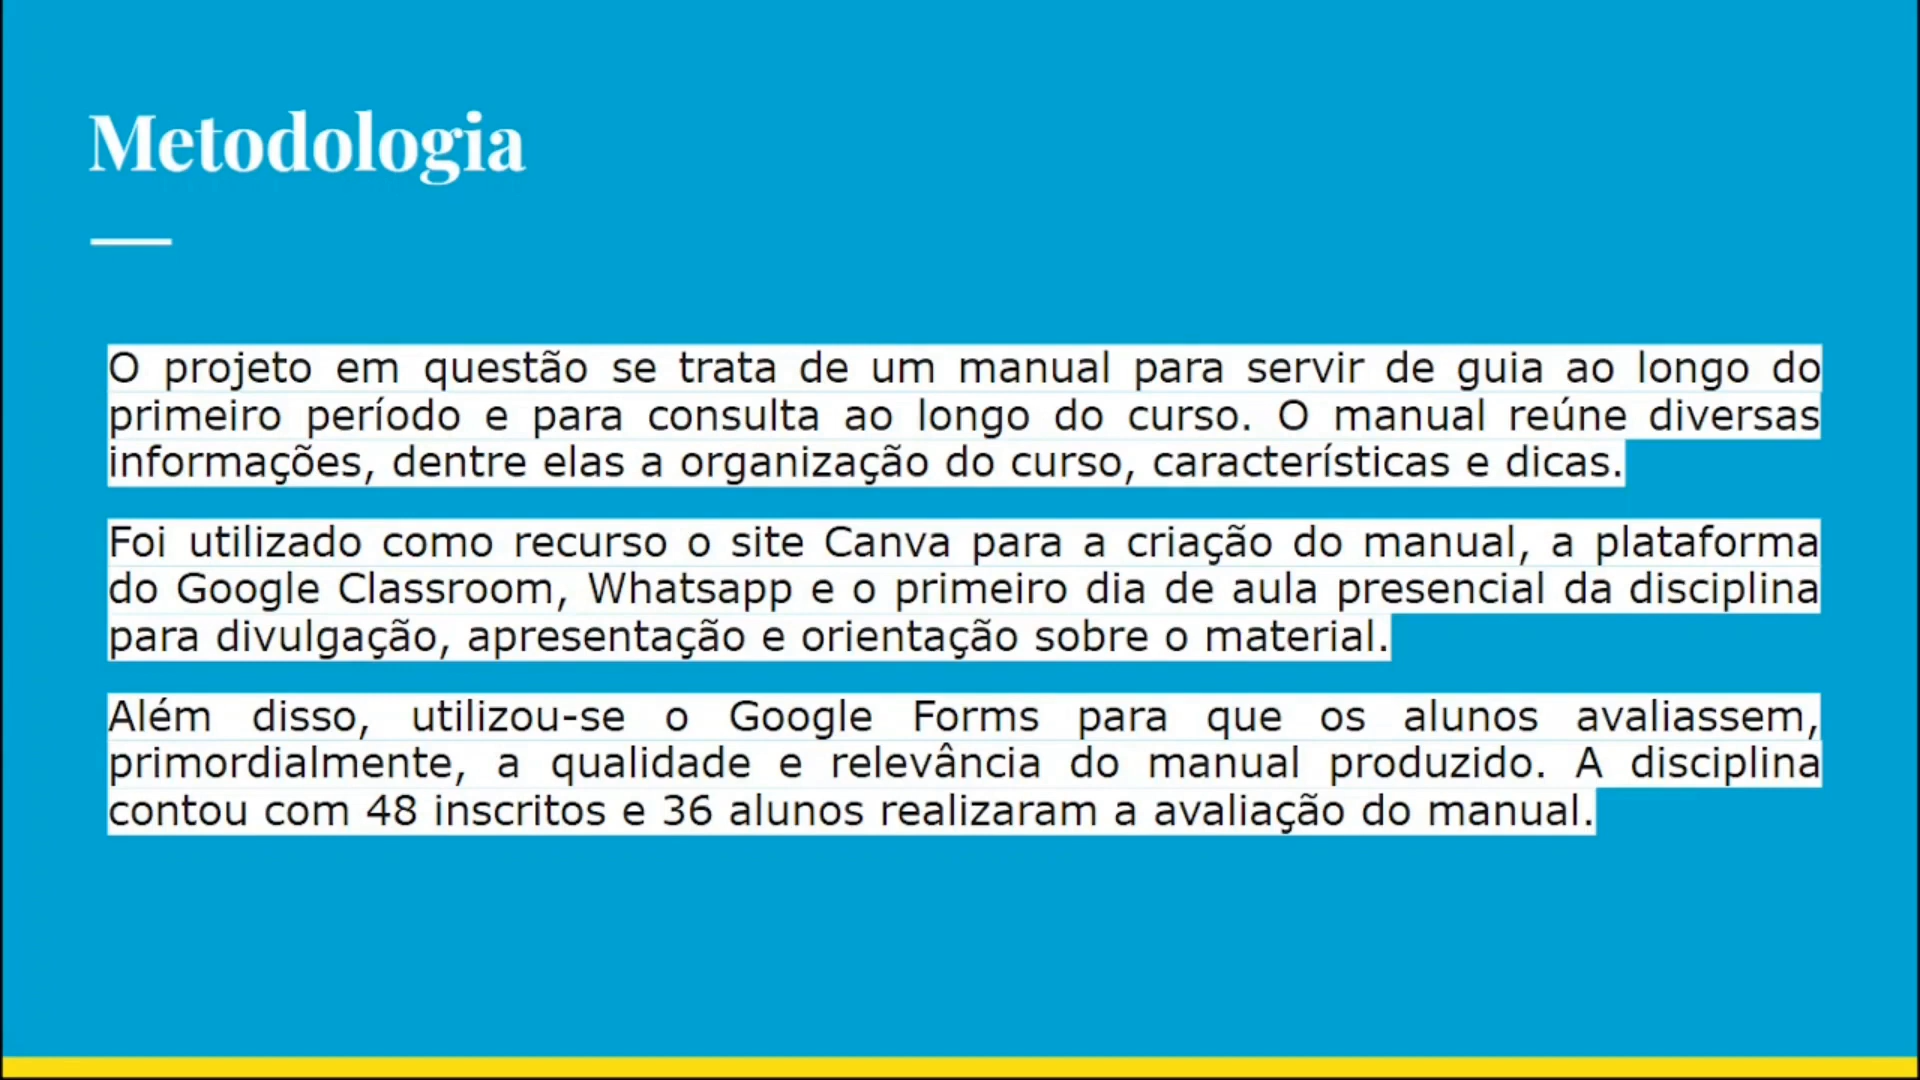 Metodologia
O projeto em questão se trata de um manual para servir de guia ao longo do
primeiro período e para consulta ao longo do curso. O manual reúne diversas
informações, dentre elas a organização do curso, características e dicas.
Foi utilizado como recurso o site Canva para a criação do manual, a plataforma
do Google Classroom, Whatsapp e o primeiro dia de aula presencial da disciplina
para divulgação, apresentação e orientação sobre o material.
Além disso, utilizou-se o Google Forms para que os alunos avaliassem,
primordialmente, a qualidade e relevância do manual produzido. A disciplina
contou com 48 inscritos e 36 alunos realizaram a avaliação do manual.